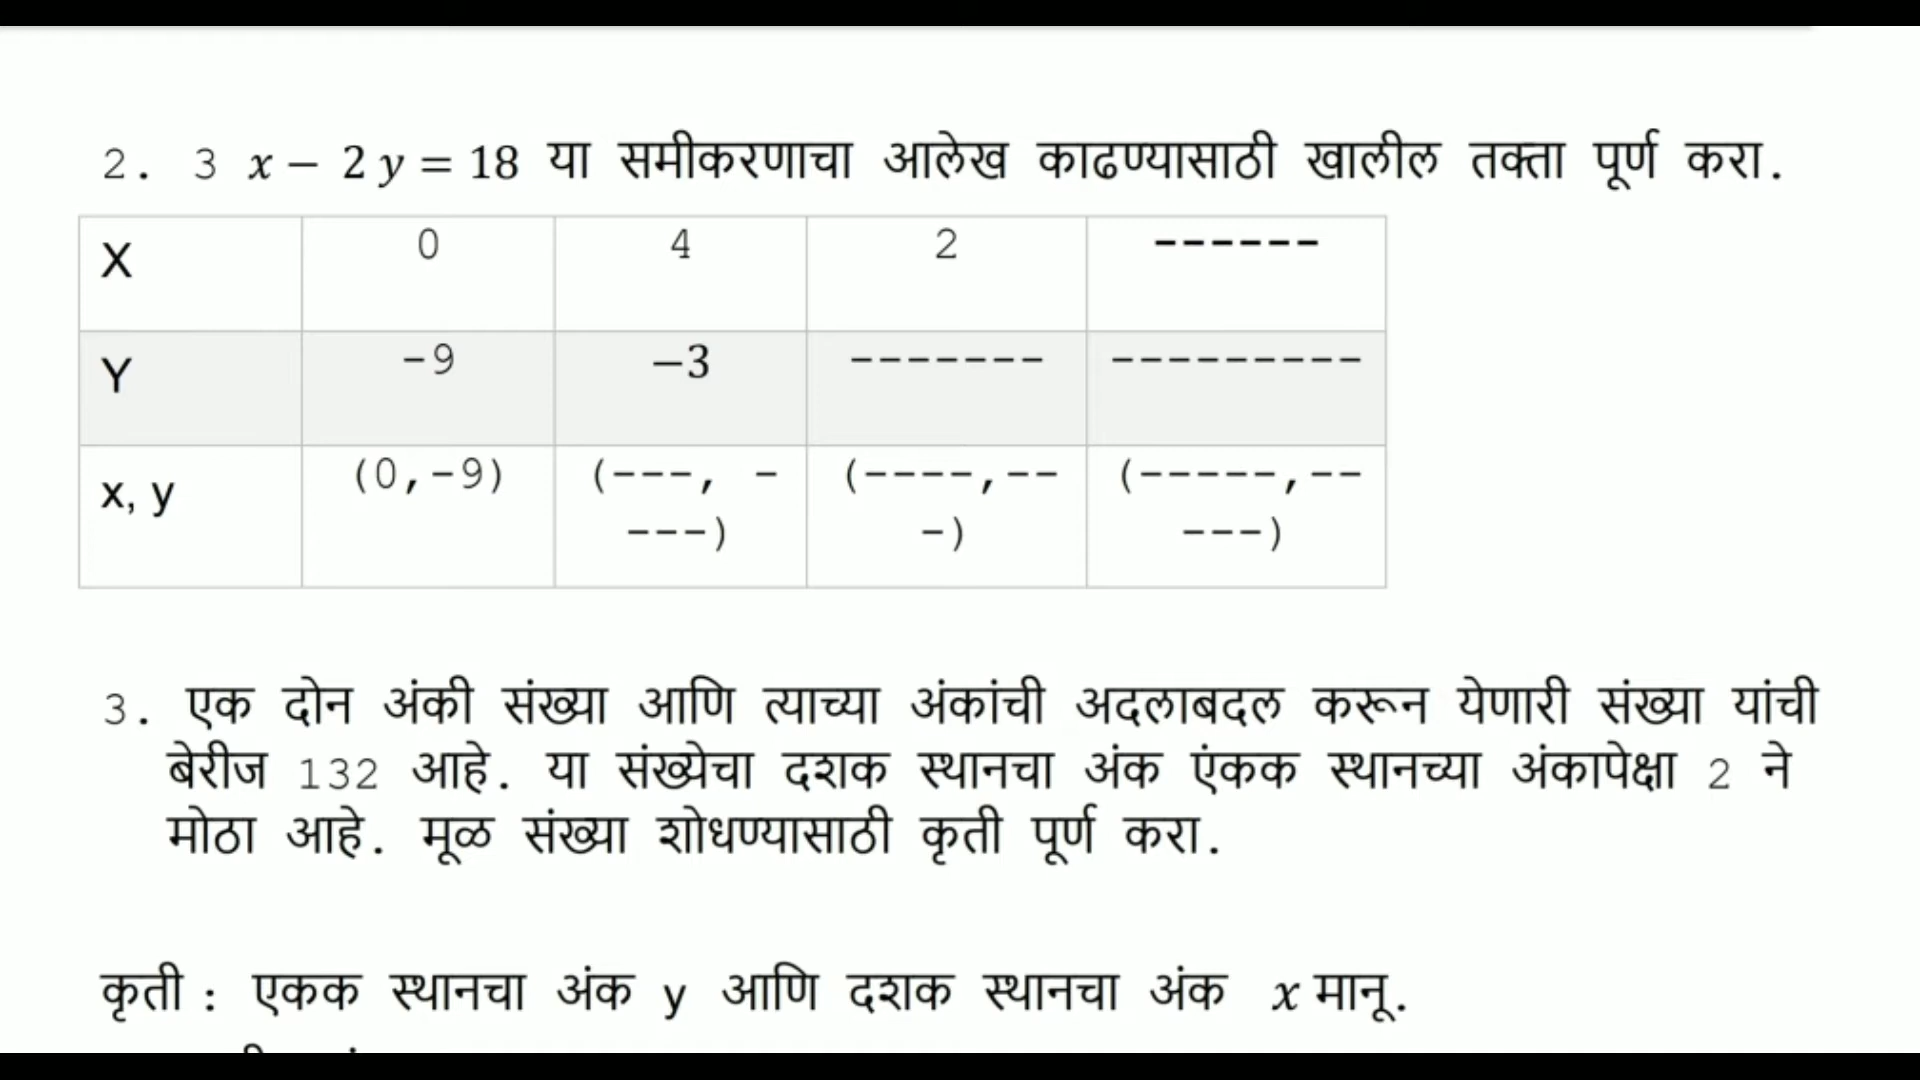 2. 3 x − 2 y = 18 या समीकरणाचा आलेख काढण्यासाठी खालील तक्ता पूर्ण करा.
X 0 4 2 ------
Y -9 −3 ------- ---------
x, y (0,-9) (---, - (----,-- (-----,--
---) -) ---)
3. एक दोन अंकी संख्या आणि त्याच्या अंकांची अदलाबदल करून येणारी संख्या यांची
बेरीज 132 आहे. या संख्येचा दशक स्थानचा अंक एंकक स्थानच्या अंकापेक्षा 2 ने
मोठा आहे. मूळ संख्या शोधण्यासाठी कृती पूर्ण करा.
कृती : एकक स्थानचा अंक y आणि दशक स्थानचा अंक x मानू.